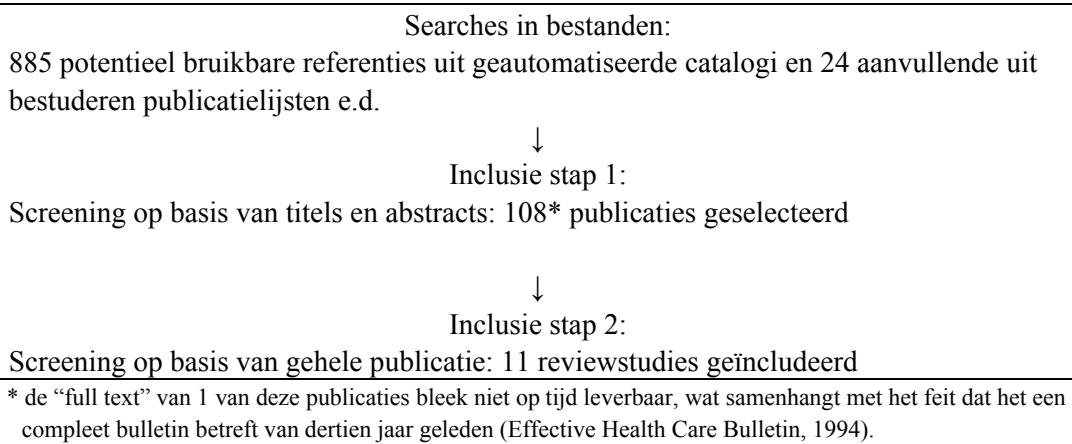 Searches in bestanden:
885 potentieel bruikbare referenties uit geautomatiseerde catalogi en 24 aanvullende uit
bestuderen publicatielijsten e.d.
↓
Inclusie stap 1:
Screening op basis van titels en abstracts: 108* publicaties geselecteerd
↓
Inclusie stap 2:
Screening op basis van gehele publicatie: 11 reviewstudies geïncludeerd
* de “full text” van 1 van deze publicaties bleek niet op tijd leverbaar, wat samenhangt met het feit dat het een
compleet bulletin betreft van dertien jaar geleden (Effective Health Care Bulletin, 1994).